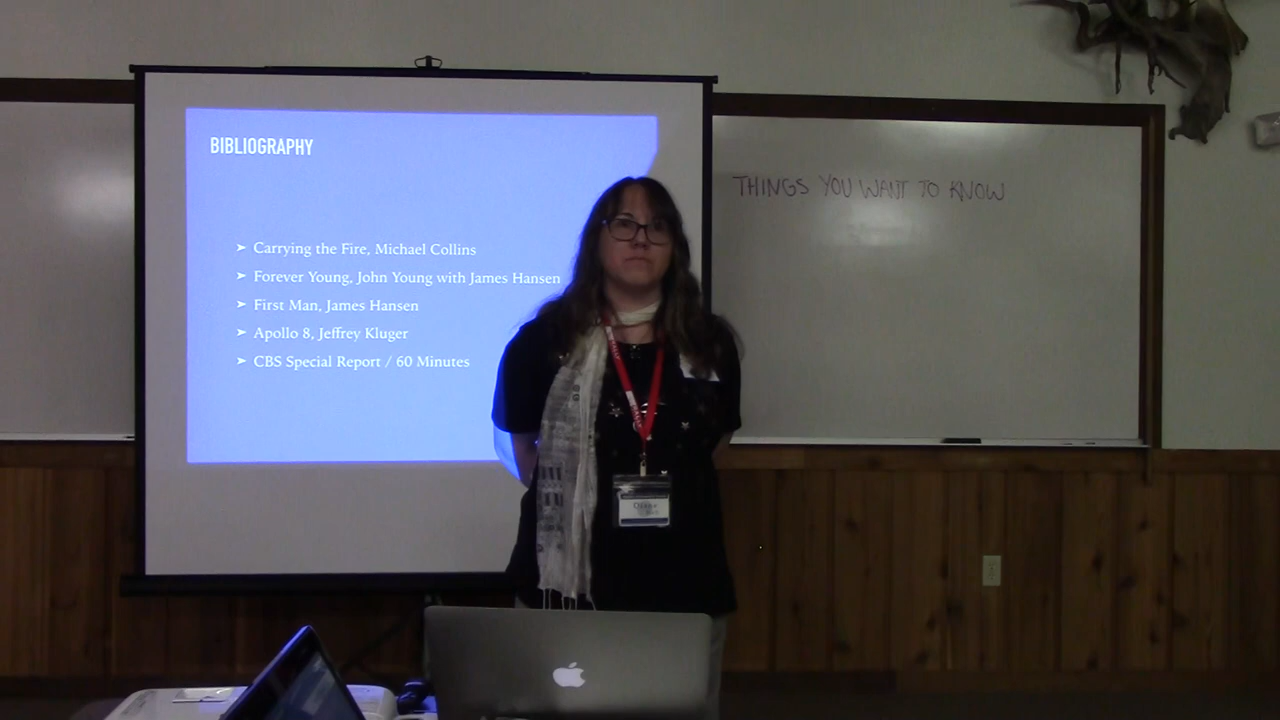 BIBLIOGRAPHY
➤ Carrying the Fire, Michael Collins
➤ Forever Young, John Young with James Hansen
➤ First Man, James Hansen
➤ Apollo 8, Jeffrey Kluger
➤ CBS Special Report / 60 Minutes
THINGS YOU WANT TO KNOW